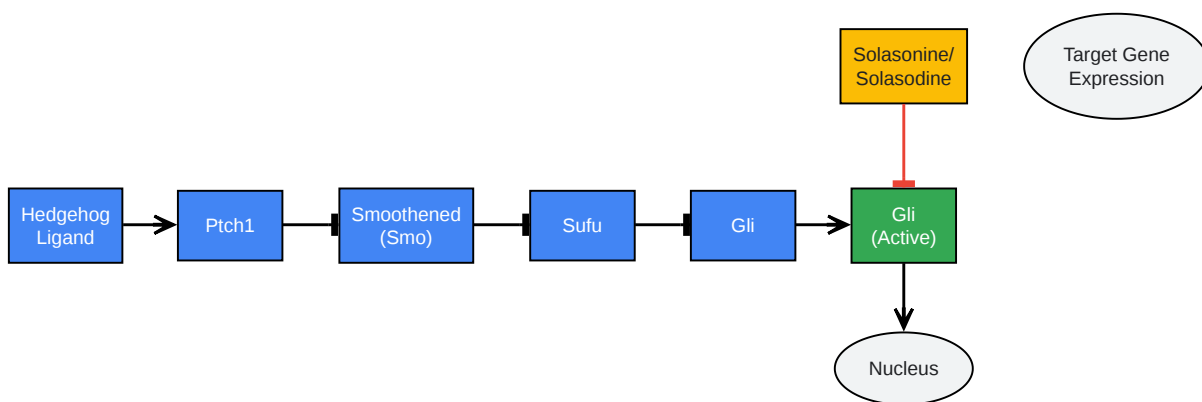 Solasonine/
Solasodine
Target Gene
Expression
Hedgehog
Ligand
Ptch1
Smoothened
(Smo)
Sufu
Gli
Gli
(Active)
Nucleus